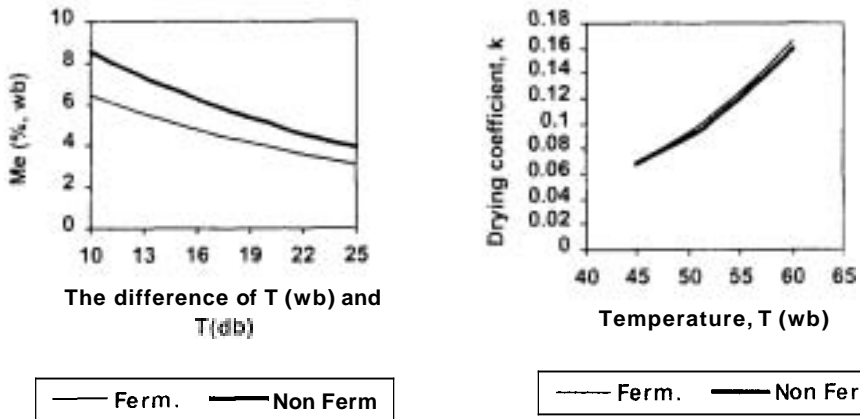 Me (%, wb)
10
8
6
4
2
0
10 13 16 19 22 25
The difference of T (wb) and
T(db)
Ferm. Non Ferm
Drying coefficient, k
0.18
0.16
0.14
0.12
0.1
0.08
0.06
0.04
0.02
0
40 45 50 55 60 65
Temperature, T (wb)
Ferm. Non Fer